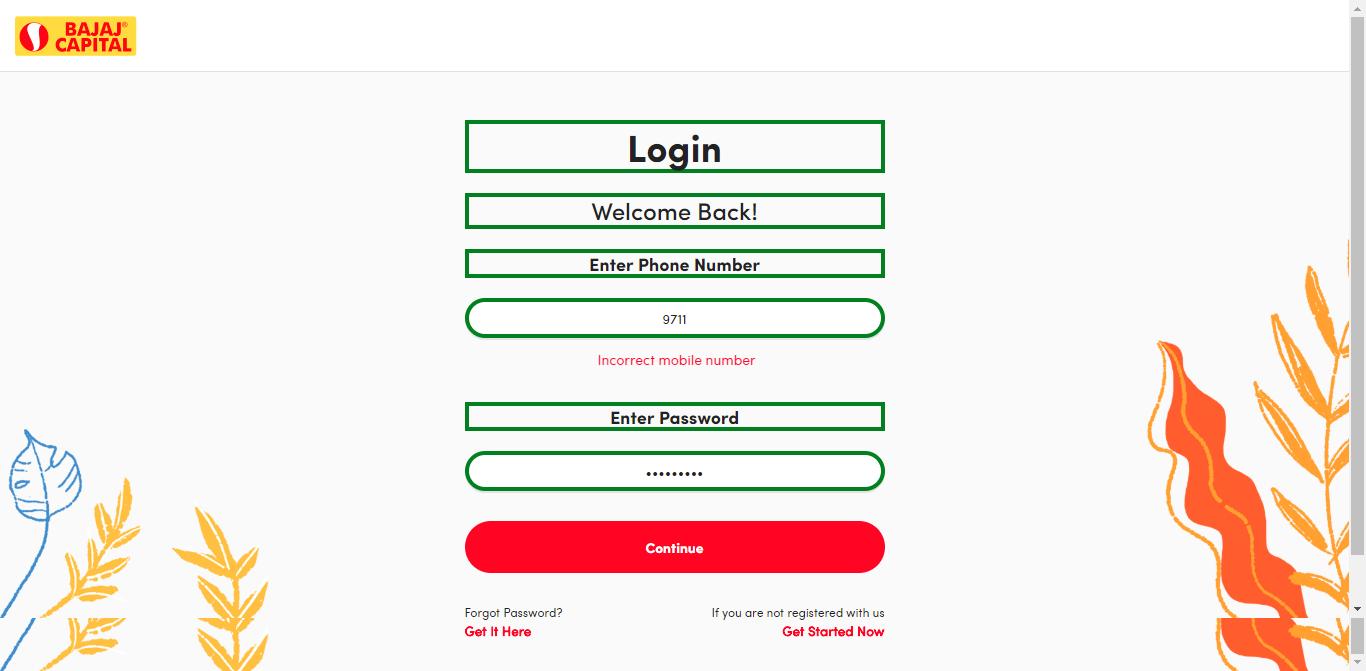 BAJAJ®
CAPITAL
Login
Welcome Back!
Enter Phone Number
9711
Incorrect mobile number
Enter Password
•••••••••
Continue
Forgot Password?
Get It Here
If you are not registered with us
Get Started Now